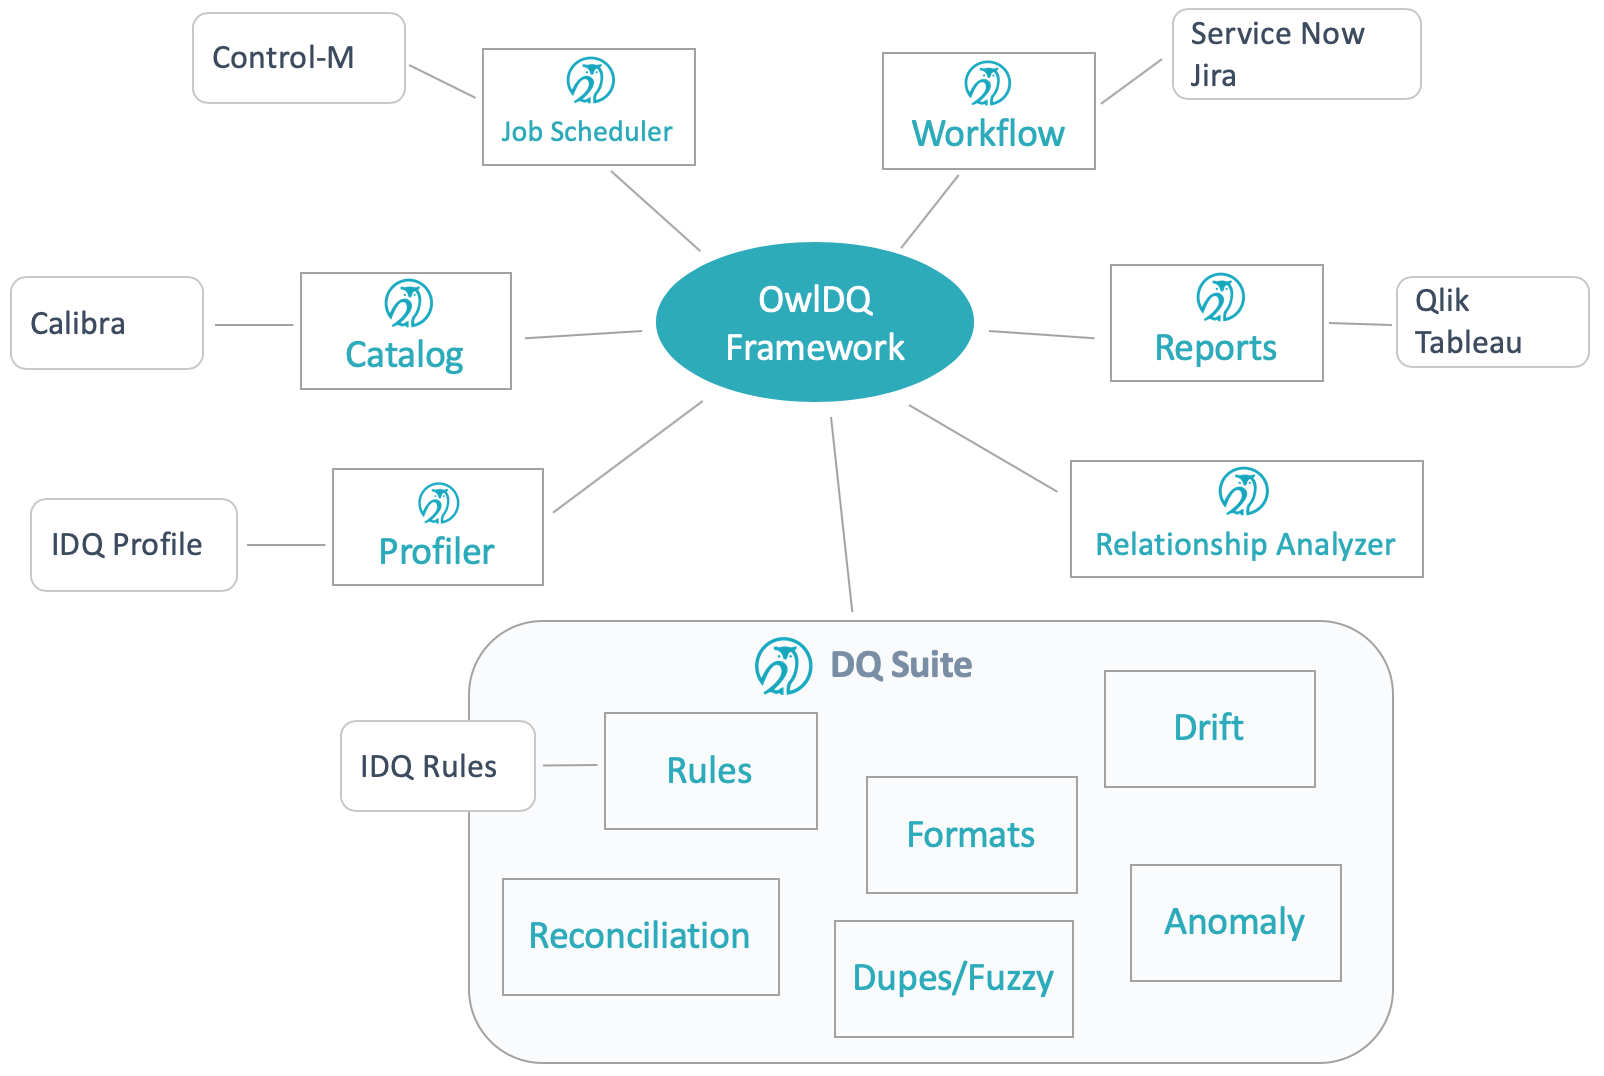 Control-M
Job Scheduler
Workflow
Service Now
Jira
Calibra
Catalog
OwlDQ
Framework
Reports
Qlik
Tableau
IDQ Profile
Profiler
Relationship Analyzer
DQ Suite
IDQ Rules
Rules
Drift
Formats
Reconciliation
Dupes/Fuzzy
Anomaly